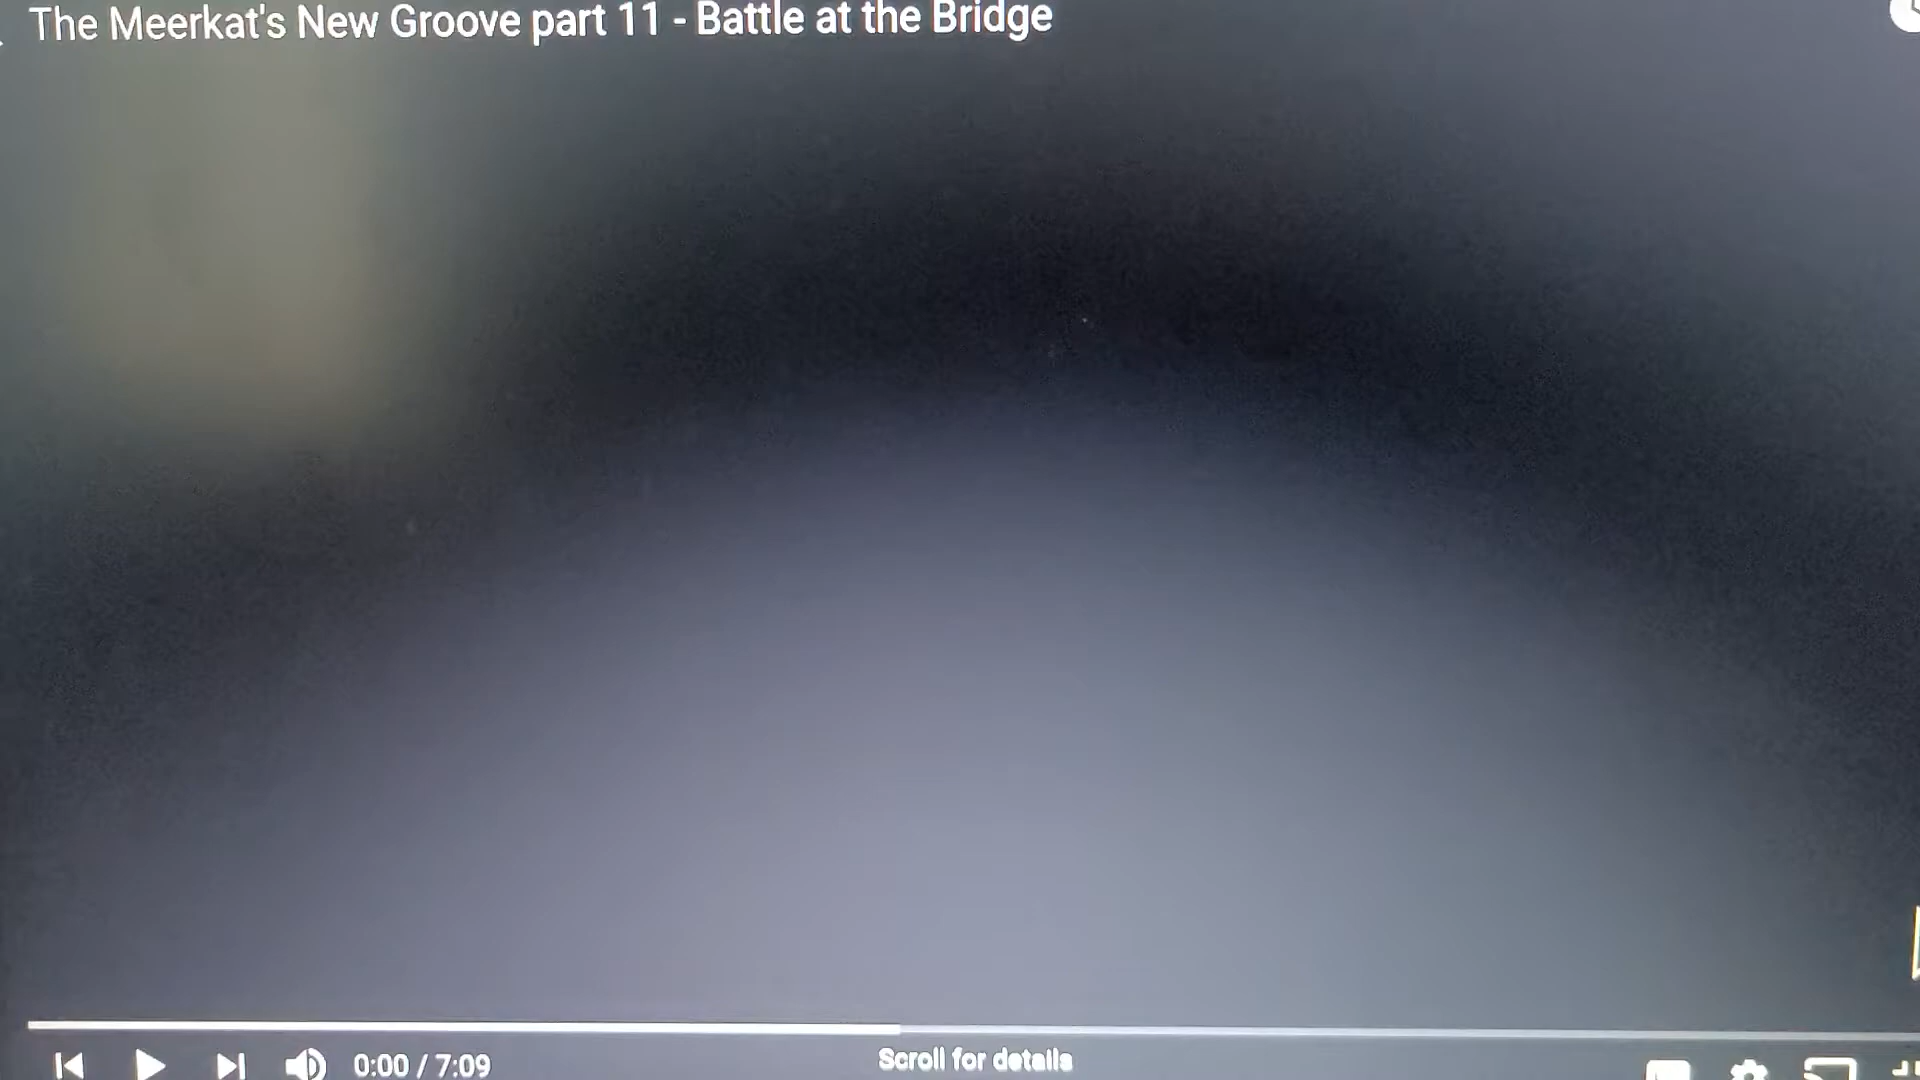 The Meerkat's New Groove part 11 - Battle at the Bridge
0:00 / 7:09
Scroll for details